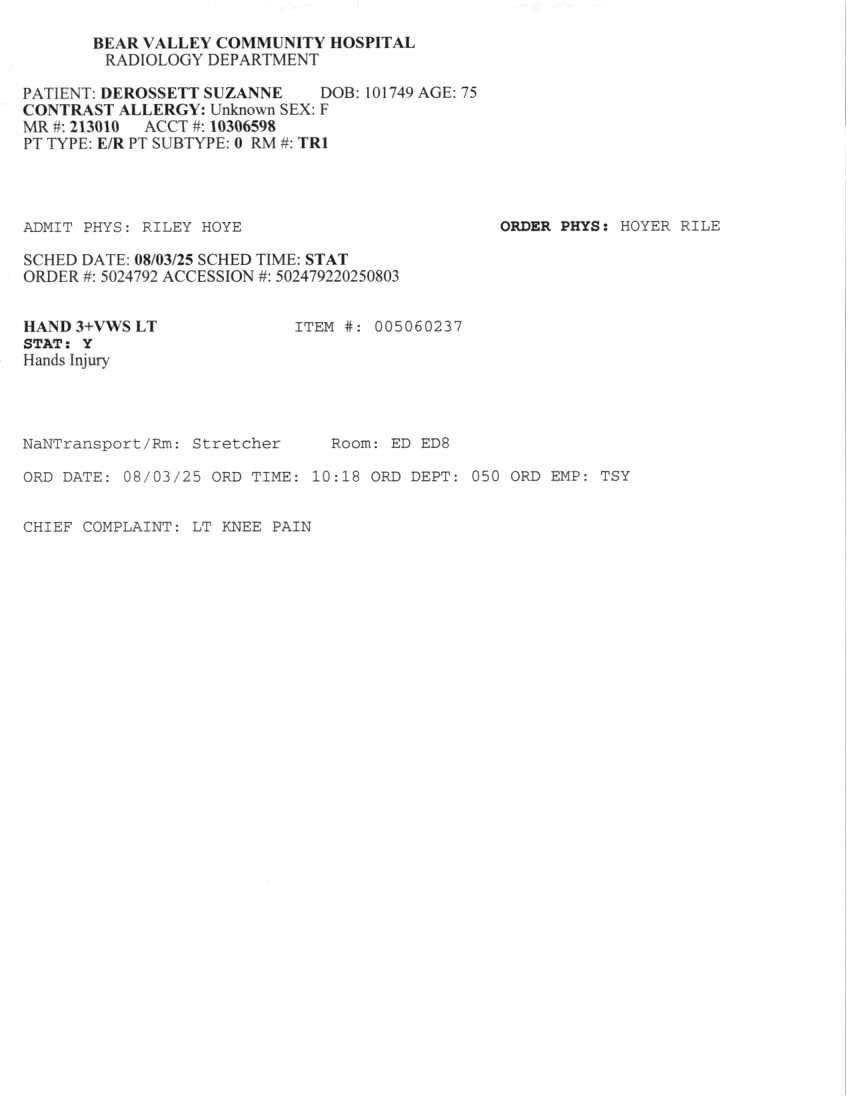 BEAR VALLEY COMMUNITY HOSPITAL
RADIOLOGY DEPARTMENT
PATIENT: DEROSSETT SUZANNE DOB: 101749 AGE: 75
CONTRAST ALLERGY: Unknown SEX: F
MR #: 213010 ACCT #: 10306598
PT TYPE: E/R PT SUBTYPE: 0 RM #: TR1
ADMIT PHYS: RILEY HOYE ORDER PHYS: HOYER RILE
SCHED DATE: 08/03/25 SCHED TIME: STAT
ORDER #: 5024792 ACCESSION #: 502479220250803
HAND 3+VWS LT ITEM #: 005060237
STAT: Y
Hands Injury
NaNTransport/Rm: Stretcher Room: ED ED8
ORD DATE: 08/03/25 ORD TIME: 10:18 ORD DEPT: 050 ORD EMP: TSY
CHIEF COMPLAINT: LT KNEE PAIN